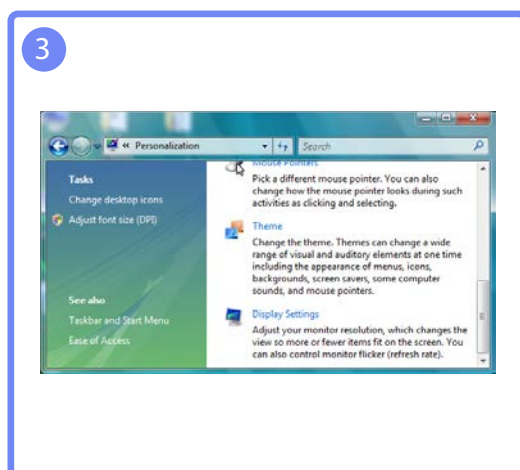 3
« Personalization
Search
Tasks
Change desktop icons
Adjust font size (DPI)
See also
Taskbar and Start Menu
Ease of Access
Mouse Pointers
Pick a different mouse pointer. You can also
change how the mouse pointer looks during such
activities as clicking and selecting.
Theme
Change the theme. Themes can change a wide
range of visual and auditory elements at one time
including the appearance of menus, icons,
backgrounds, screen savers, some computer
sounds, and mouse pointers.
Display Settings
Adjust your monitor resolution, which changes the
view so more or fewer items fit on the screen. You
can also control monitor flicker (refresh rate).